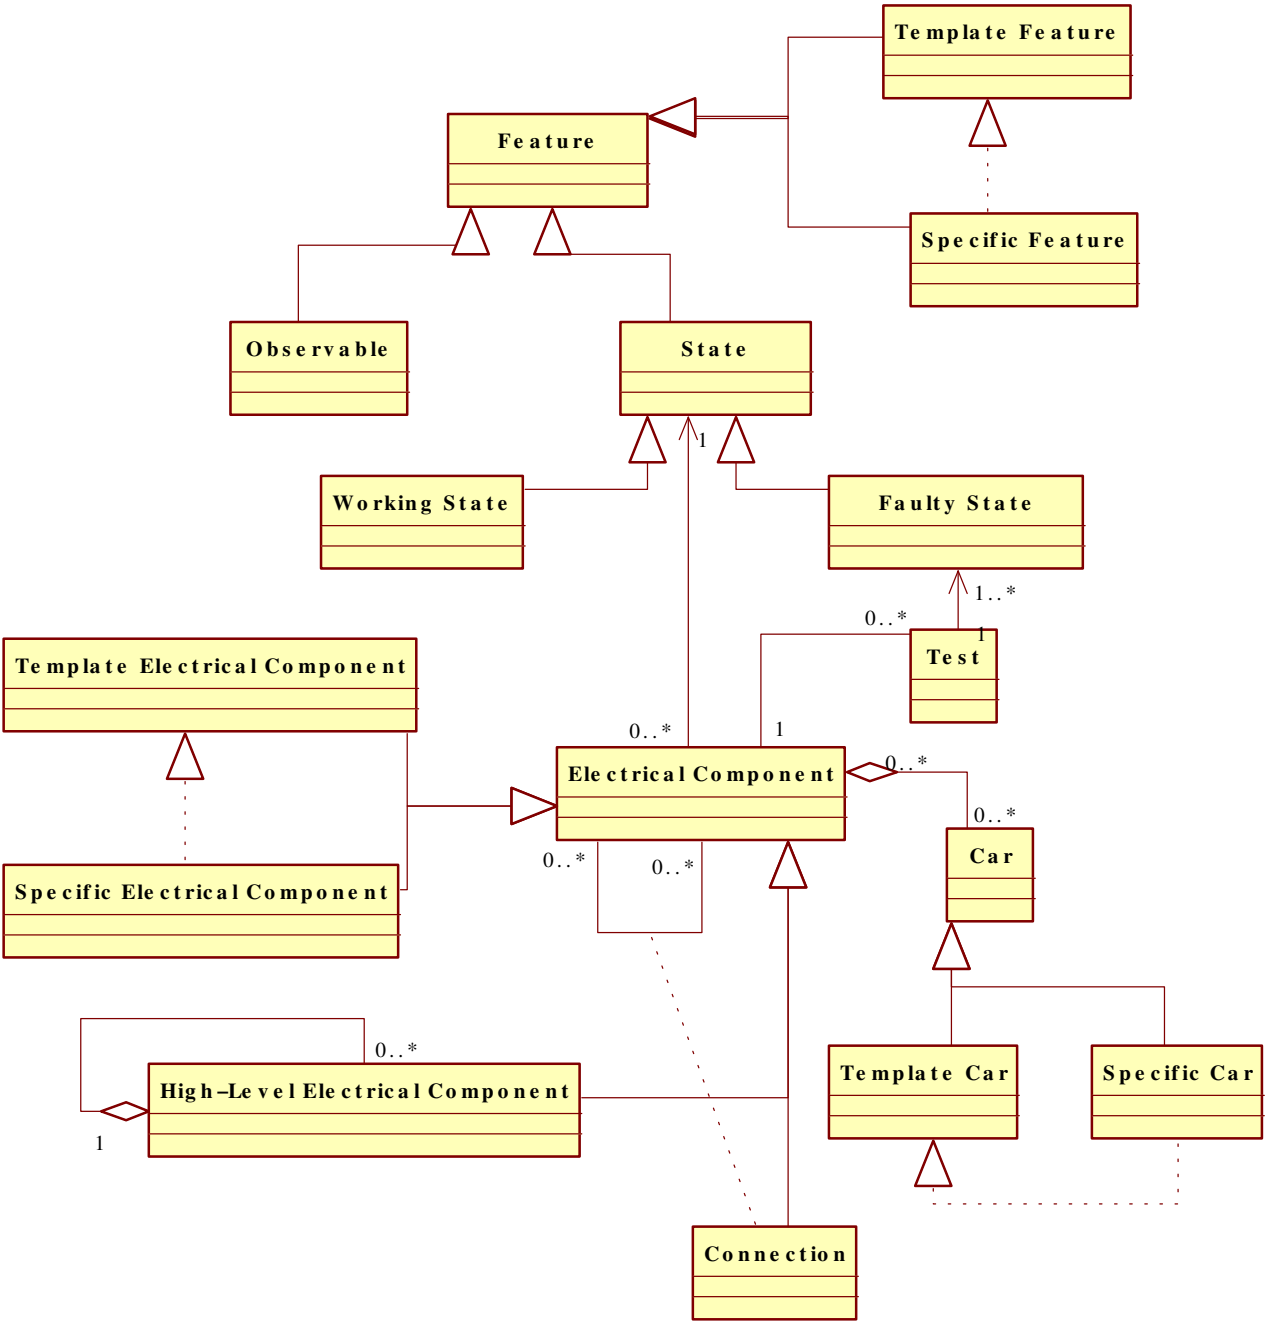 Template Feature
Feature
Specific Feature
Observable
State
1
Working State
Faulty State
1..*
0..*
1
Template Electrical Component
Test
0..*
1
Electrical Component
0..*
0..*
0..*
0..*
Car
Specific Electrical Component
0..*
High-Level Electrical Component
Template Car
Specific Car
1
Connection